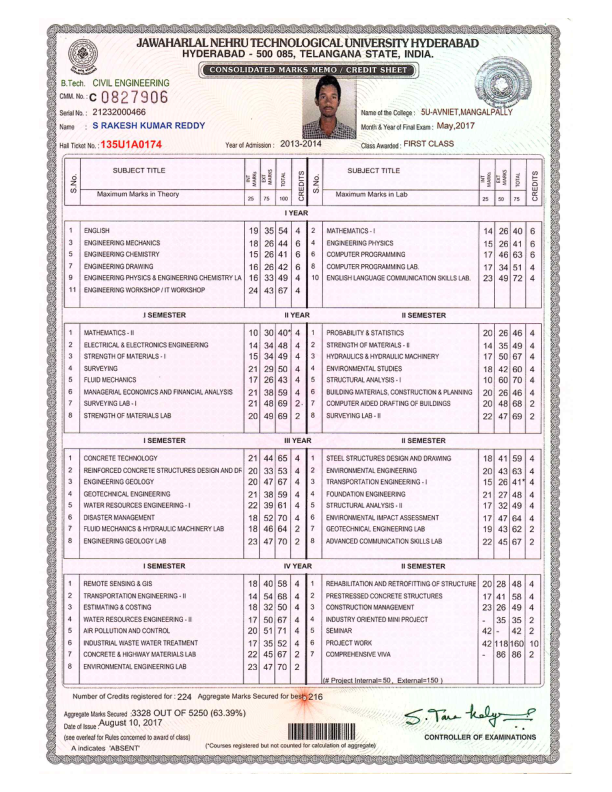 JAWAHARLAL NEHRU TECHNOLOGICAL UNIVERSITY HYDERABAD
HYDERABAD - 500 085, TELANGANA STATE, INDIA.
CONSOLIDATED MARKS MEMO / CREDIT SHEET
B.Tech. CIVIL ENGINEERING
CMM. No. : C 0827906
Serial No. : 21232000466
Name : S RAKESH KUMAR REDDY
Hall Ticket No. : 135U1A0174
Year of Admission : 2013-2014
Name of the College : 5U-AVNIET,MANGALPALLY
Month & Year of Final Exam : May,2017
Class Awarded : FIRST CLASS
S.No. SUBJECT TITLE INT MARKS EXT MARKS TOTAL CREDITS S.No. SUBJECT TITLE INT MARKS EXT MARKS TOTAL CREDITS
Maximum Marks in Theory 25 75 100 Maximum Marks in Lab 25 50 75
I YEAR
1 ENGLISH 19 35 54 4 2 MATHEMATICS - I 14 26 40 6
3 ENGINEERING MECHANICS 18 26 44 6 4 ENGINEERING PHYSICS 15 26 41 6
5 ENGINEERING CHEMISTRY 15 26 41 6 6 COMPUTER PROGRAMMING 17 46 63 6
7 ENGINEERING DRAWING 16 26 42 6 8 COMPUTER PROGRAMMING LAB. 17 34 51 4
9 ENGINEERING PHYSICS & ENGINEERING CHEMISTRY LA 16 33 49 4 10 ENGLISH LANGUAGE COMMUNICATION SKILLS LAB. 23 49 72 4
11 ENGINEERING WORKSHOP / IT WORKSHOP 24 43 67 4
I SEMESTER II YEAR II SEMESTER
1 MATHEMATICS - II 10 30 40* 4 1 PROBABILITY & STATISTICS 20 26 46 4
2 ELECTRICAL & ELECTRONICS ENGINEERING 14 34 48 4 2 STRENGTH OF MATERIALS - II 14 35 49 4
3 STRENGTH OF MATERIALS - I 15 34 49 4 3 HYDRAULICS & HYDRAULIC MACHINERY 17 50 67 4
4 SURVEYING 21 29 50 4 4 ENVIRONMENTAL STUDIES 18 42 60 4
5 FLUID MECHANICS 17 26 43 4 5 STRUCTURAL ANALYSIS - I 10 60 70 4
6 MANAGERIAL ECONOMICS AND FINANCIAL ANALYSIS 21 38 59 4 6 BUILDING MATERIALS, CONSTRUCTION & PLANNING 20 26 46 4
7 SURVEYING LAB - I 21 48 69 2 7 COMPUTER AIDED DRAFTING OF BUILDINGS 20 48 68 2
8 STRENGTH OF MATERIALS LAB 20 49 69 2 8 SURVEYING LAB - II 22 47 69 2
I SEMESTER III YEAR II SEMESTER
1 CONCRETE TECHNOLOGY 21 44 65 4 1 STEEL STRUCTURES DESIGN AND DRAWING 18 41 59 4
2 REINFORCED CONCRETE STRUCTURES DESIGN AND DF 20 33 53 4 2 ENVIRONMENTAL ENGINEERING 20 43 63 4
3 ENGINEERING GEOLOGY 20 47 67 4 3 TRANSPORTATION ENGINEERING - I 15 26 41* 4
4 GEOTECHNICAL ENGINEERING 21 38 59 4 4 FOUNDATION ENGINEERING 21 27 48 4
5 WATER RESOURCES ENGINEERING - I 22 39 61 4 5 STRUCTURAL ANALYSIS - II 17 32 49 4
6 DISASTER MANAGEMENT 18 52 70 4 6 ENVIRONMENTAL IMPACT ASSESSMENT 17 47 64 4
7 FLUID MECHANICS & HYDRAULIC MACHINERY LAB 18 46 64 2 7 GEOTECHNICAL ENGINEERING LAB 19 43 62 2
8 ENGINEERING GEOLOGY LAB 23 47 70 2 8 ADVANCED COMMUNICATION SKILLS LAB 22 45 67 2
I SEMESTER IV YEAR II SEMESTER
1 REMOTE SENSING & GIS 18 40 58 4 1 REHABILITATION AND RETROFITTING OF STRUCTURE 20 28 48 4
2 TRANSPORTATION ENGINEERING - II 14 54 68 4 2 PRESTRESSED CONCRETE STRUCTURES 17 41 58 4
3 ESTIMATING & COSTING 18 32 50 4 3 CONSTRUCTION MANAGEMENT 23 26 49 4
4 WATER RESOURCES ENGINEERING - II 17 50 67 4 4 INDUSTRY ORIENTED MINI PROJECT - 35 35 2
5 AIR POLLUTION AND CONTROL 20 51 71 4 5 SEMINAR 42 - 42 2
6 INDUSTRIAL WASTE WATER TREATMENT 17 35 52 4 6 PROJECT WORK 42 118 160 10
7 CONCRETE & HIGHWAY MATERIALS LAB 22 45 67 2 7 COMPREHENSIVE VIVA - 86 86 2
8 ENVIRONMENTAL ENGINEERING LAB 23 47 70 2
(# Project Internal=50 , External=150 )
Number of Credits registered for : 224 Aggregate Marks Secured for best 216
Aggregate Marks Secured 3328 OUT OF 5250 (63.39%)
Date of Issue : August 10, 2017
(see overleaf for Rules concerned to award of class)
A indicates 'ABSENT'
(*Courses registered but not counted for calculation of aggregate)
CONTROLLER OF EXAMINATIONS